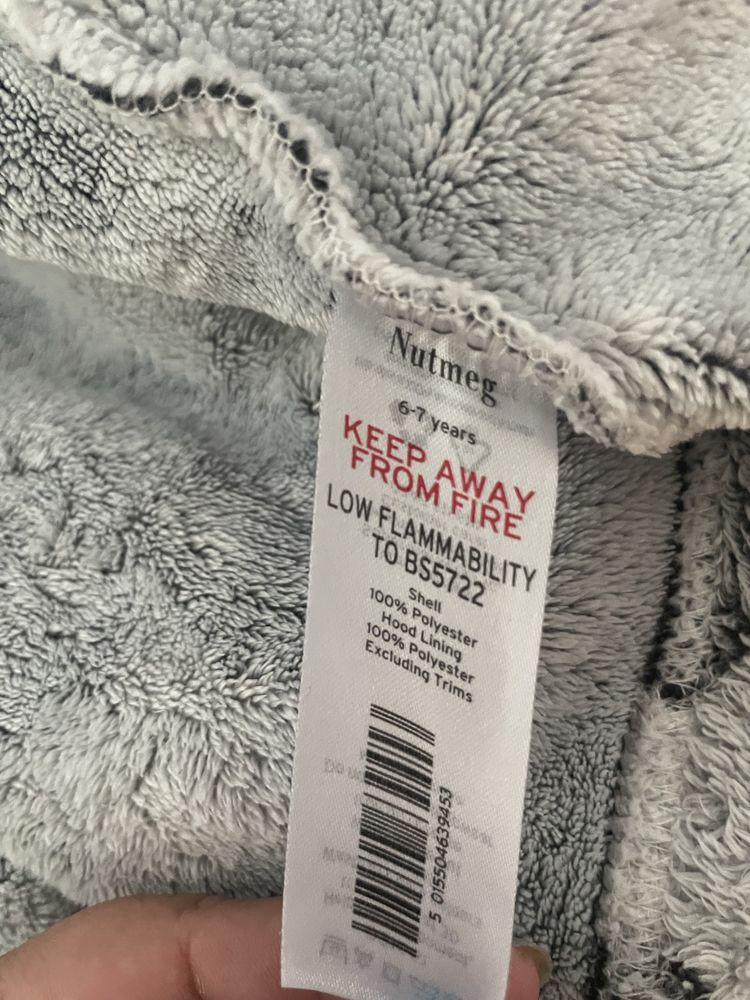 Nutmeg
6-7 years
KEEP AWAY
FROM FIRE
LOW FLAMMABILITY
TO BS5722
Shell
100% Polyester
Hood Lining
100% Polyester
Excluding Trims
5 015504 639453